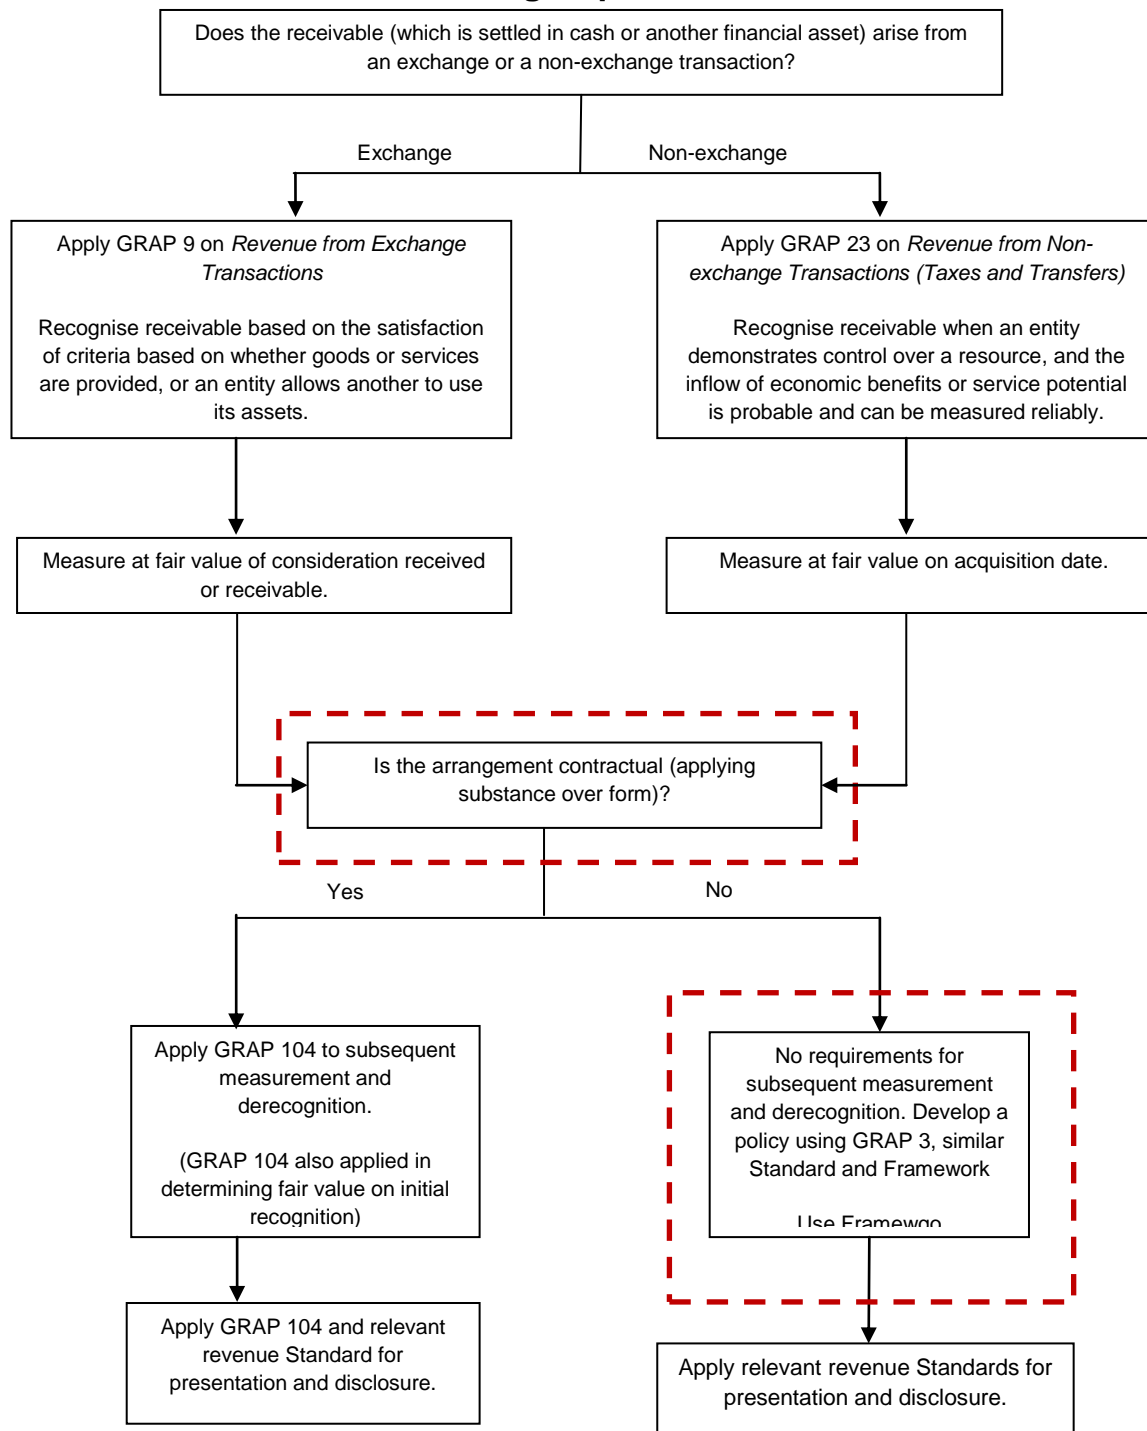 Does the receivable (which is settled in cash or another financial asset) arise from
an exchange or a non-exchange transaction?
Exchange
Non-exchange
Apply GRAP 9 on Revenue from Exchange
Transactions
Recognise receivable based on the satisfaction
of criteria based on whether goods or services
are provided, or an entity allows another to use
its assets.
Apply GRAP 23 on Revenue from Non-
exchange Transactions (Taxes and Transfers)
Recognise receivable when an entity
demonstrates control over a resource, and the
inflow of economic benefits or service potential
is probable and can be measured reliably.
Measure at fair value of consideration received
or receivable.
Measure at fair value on acquisition date.
Is the arrangement contractual (applying
substance over form)?
Yes
No
Apply GRAP 104 to subsequent
measurement and
derecognition.
(GRAP 104 also applied in
determining fair value on initial
recognition)
No requirements for
subsequent measurement
and derecognition. Develop a
policy using GRAP 3, similar
Standard and Framework
Use Framewgo
Apply GRAP 104 and relevant
revenue Standard for
presentation and disclosure.
Apply relevant revenue Standards for
presentation and disclosure.